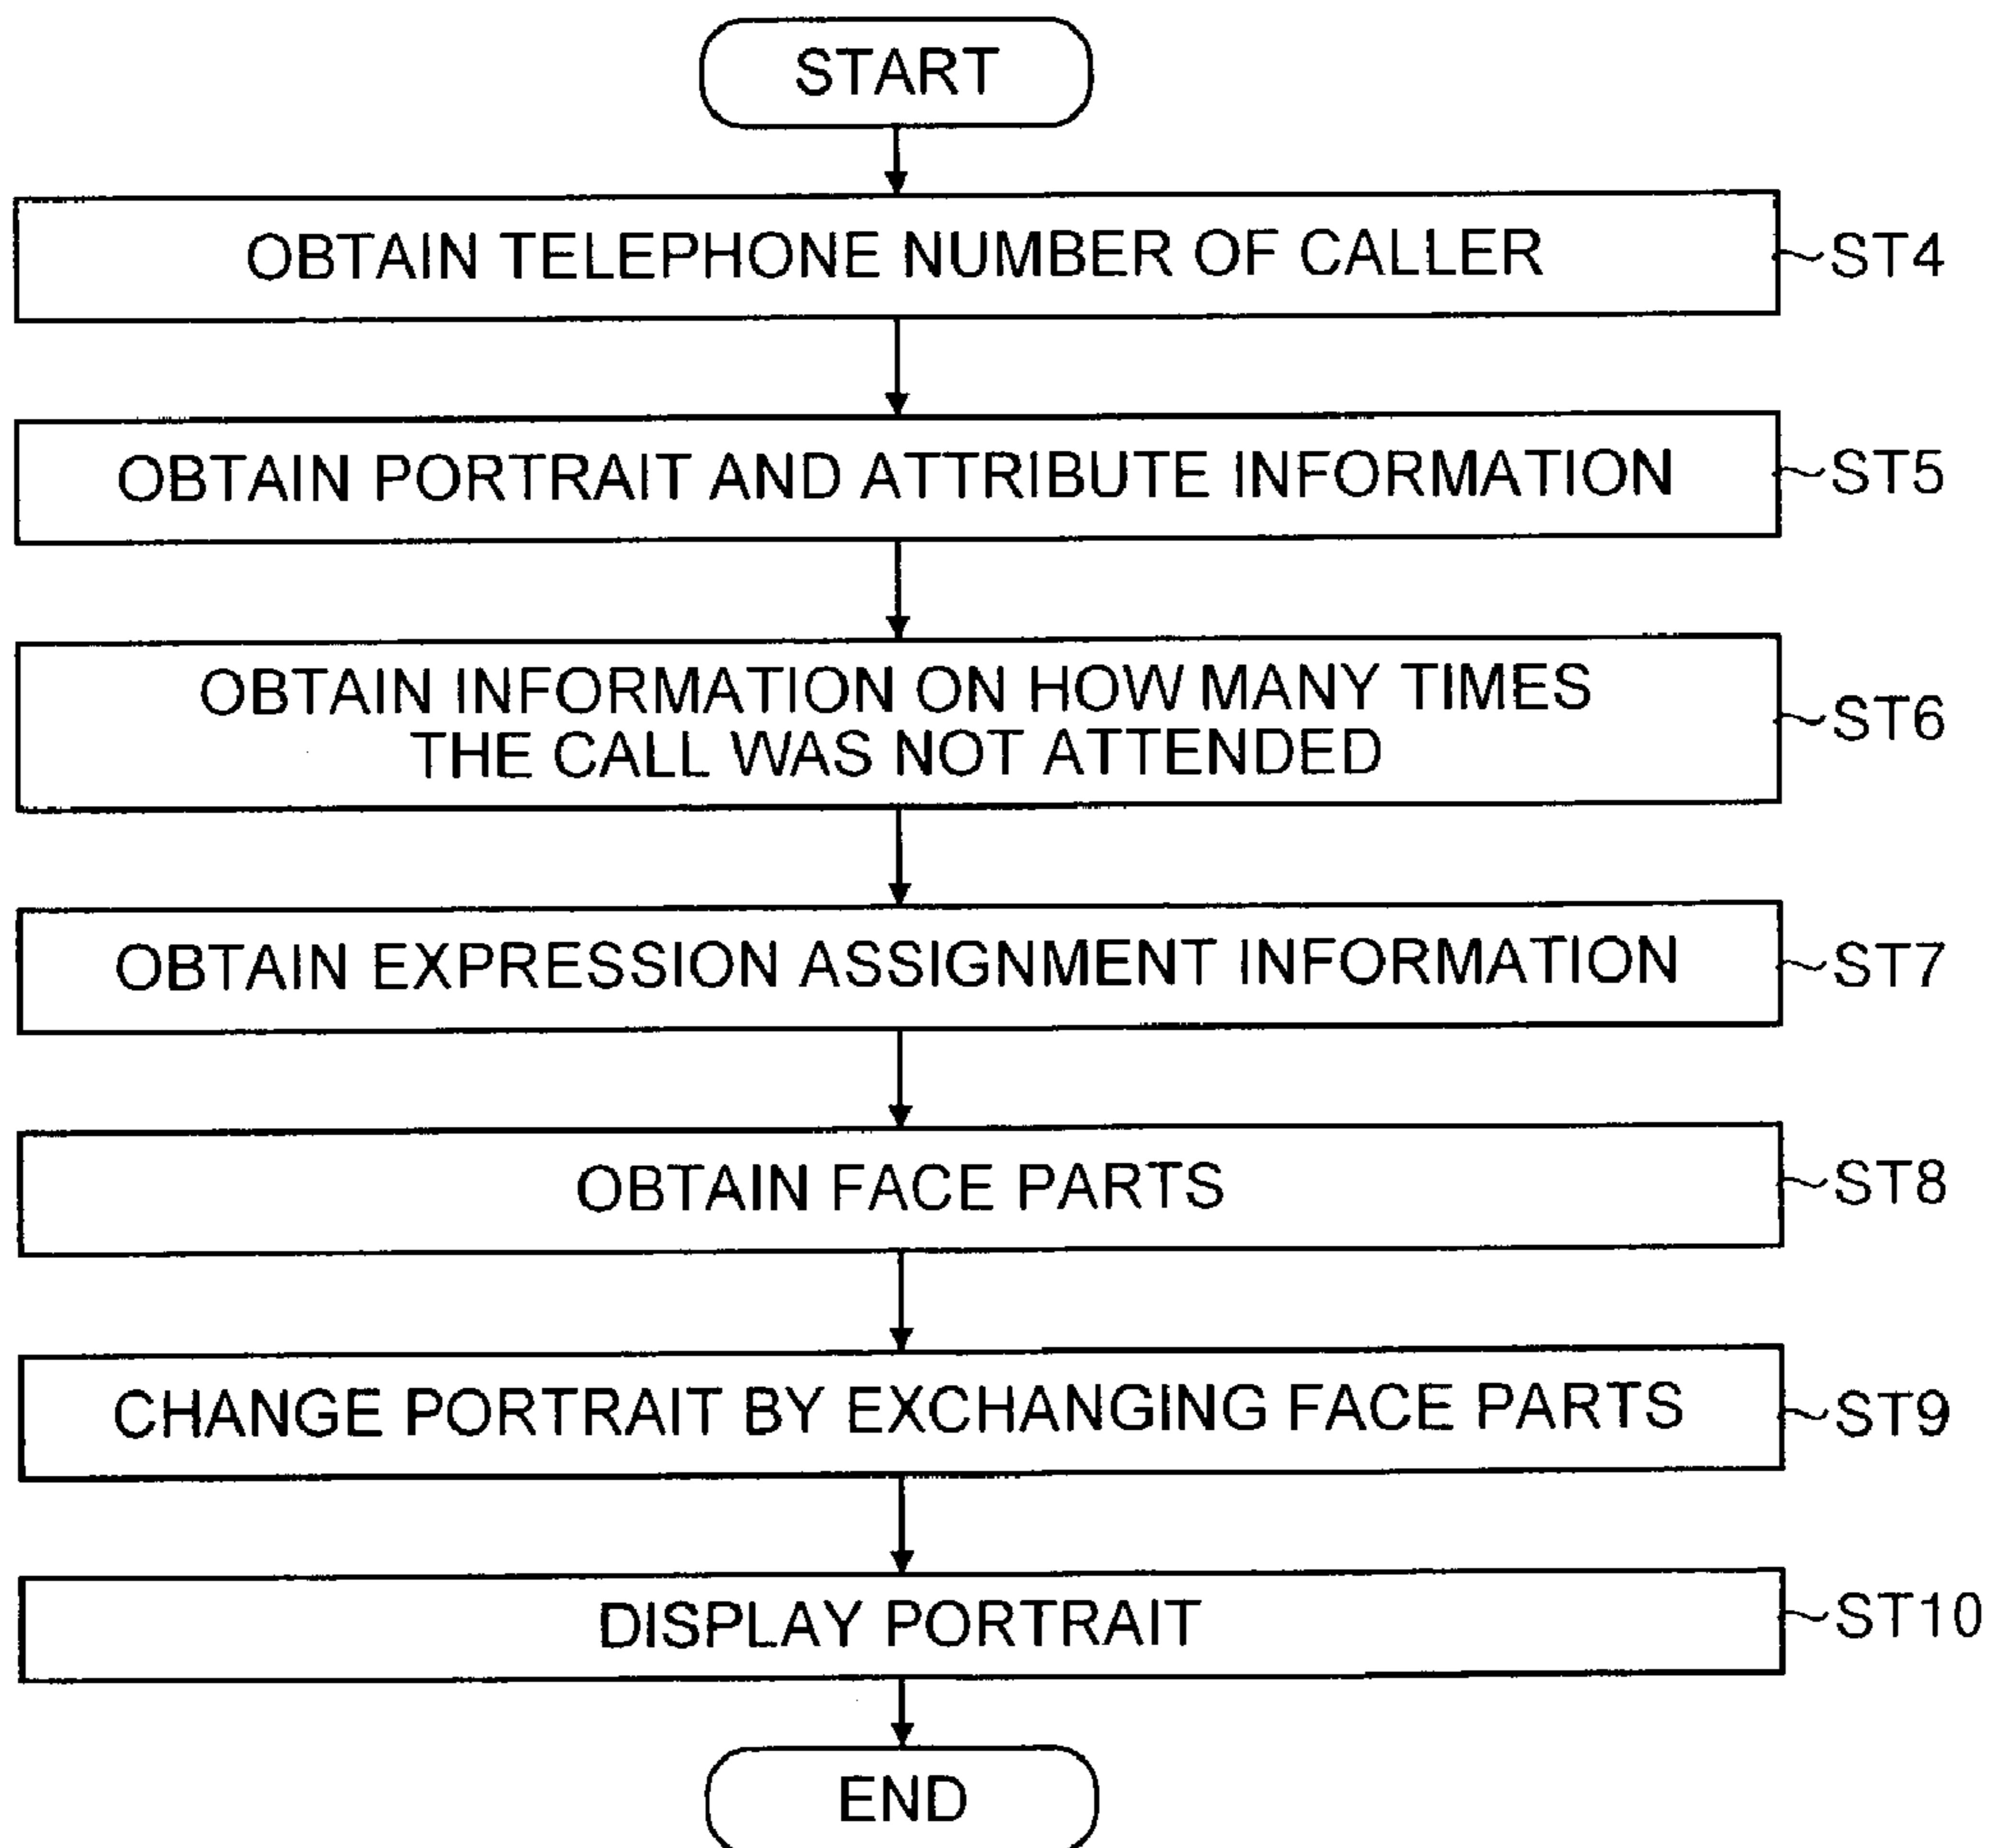 START
OBTAIN TELEPHONE NUMBER OF CALLER
ST4
OBTAIN PORTRAIT AND ATTRIBUTE INFORMATION
ST5
OBTAIN INFORMATION ON HOW MANY TIMES
THE CALL WAS NOT ATTENDED
ST6
OBTAIN EXPRESSION ASSIGNMENT INFORMATION
ST7
OBTAIN FACE PARTS
ST8
CHANGE PORTRAIT BY EXCHANGING FACE PARTS
ST9
DISPLAY PORTRAIT
ST10
END